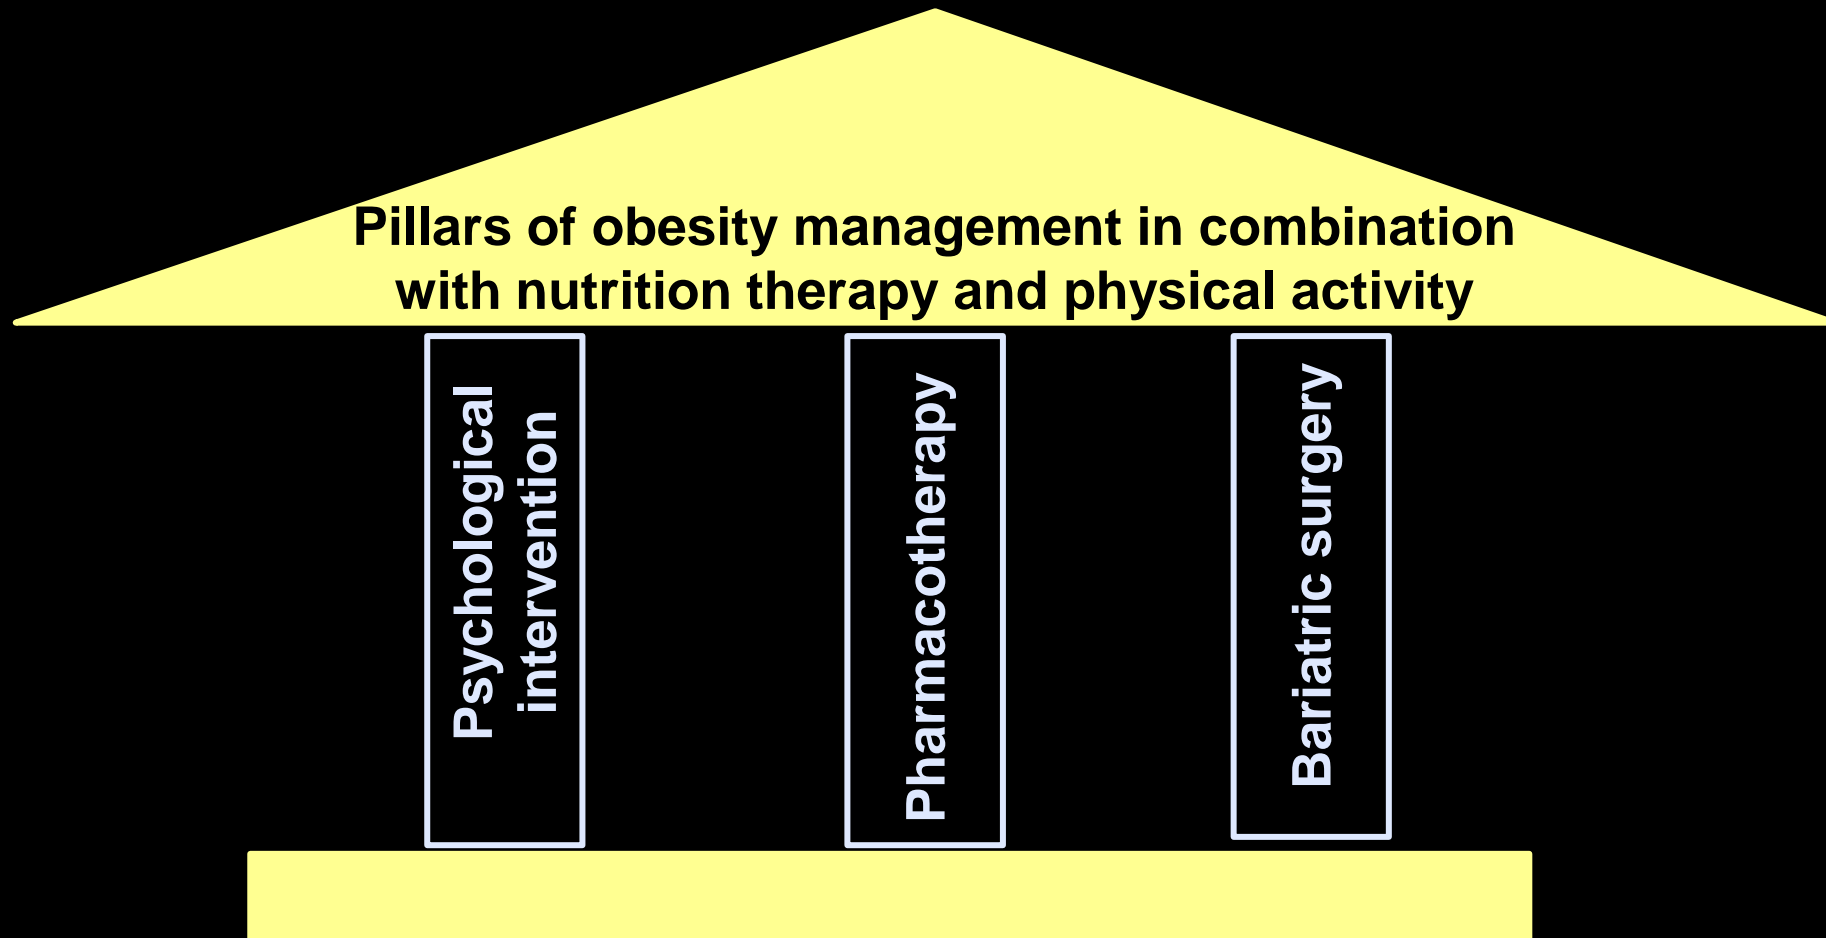 Pillars of obesity management in combination
with nutrition therapy and physical activity
Psychological
intervention
Pharmacotherapy
Bariatric surgery